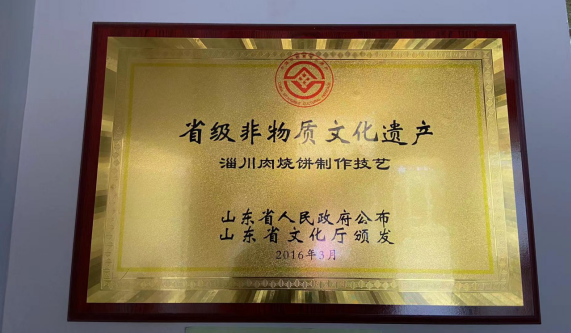 省级非物质文化遗产
淄川肉烧饼制作技艺
山东省人民政府公布
山东省文化厅颁发
2016年3月